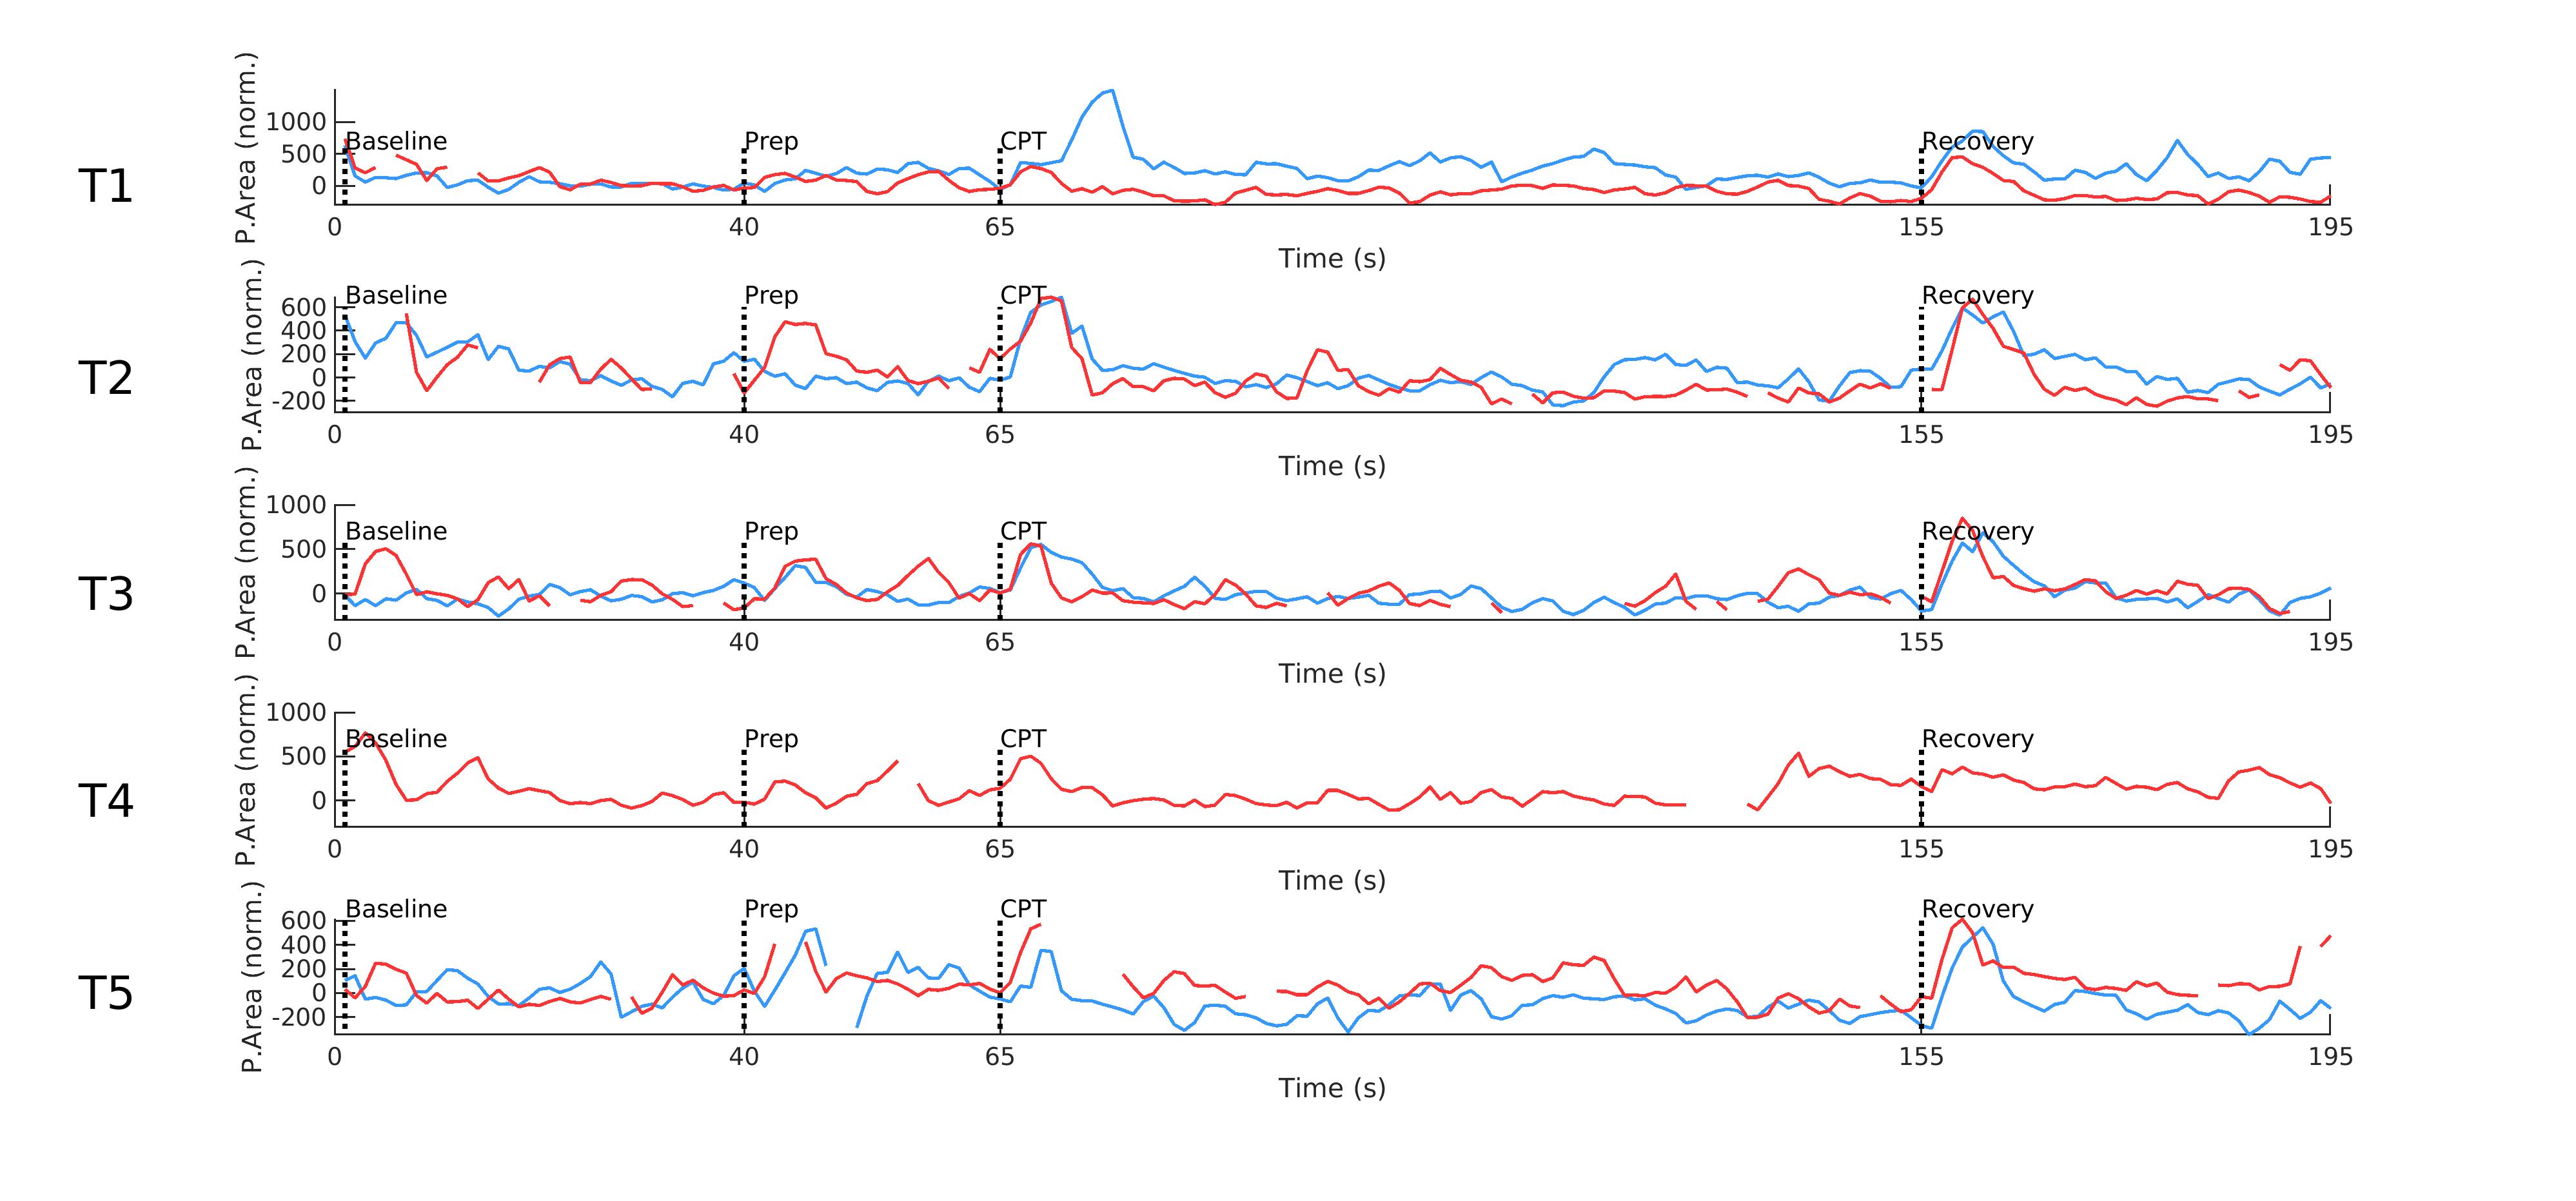 T1
P.Area (norm.)
1000
500
0
Baseline
Prep
CPT
Recovery
0 40 65 155 195
Time (s)
T2
P.Area (norm.)
600
400
200
0
-200
Baseline
Prep
CPT
Recovery
0 40 65 155 195
Time (s)
T3
P.Area (norm.)
1000
500
0
Baseline
Prep
CPT
Recovery
0 40 65 155 195
Time (s)
T4
P.Area (norm.)
1000
500
0
Baseline
Prep
CPT
Recovery
0 40 65 155 195
Time (s)
T5
P.Area (norm.)
600
400
200
0
-200
Baseline
Prep
CPT
Recovery
0 40 65 155 195
Time (s)